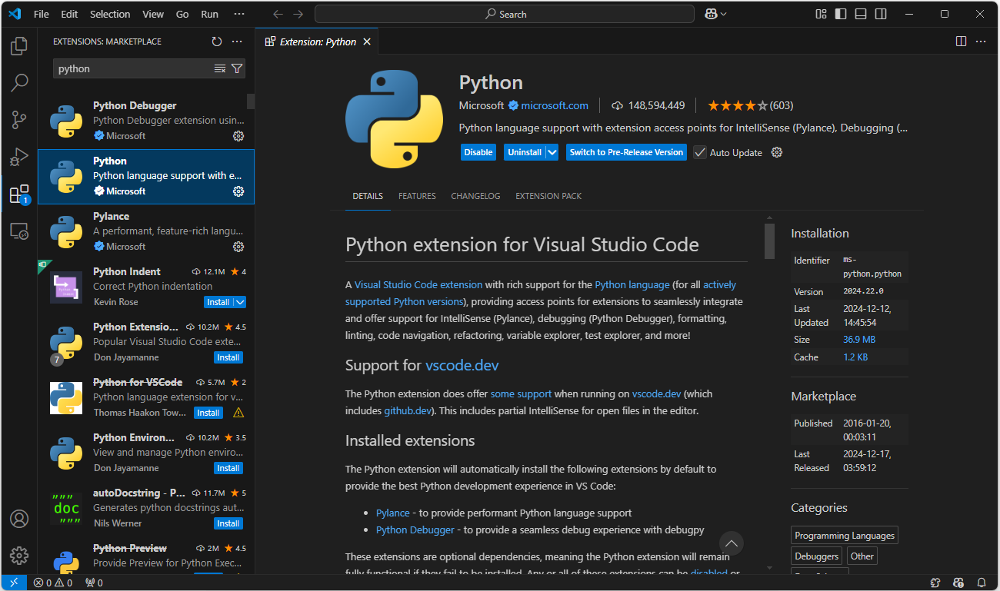 File Edit Selection View Go Run ···
Search
EXTENSIONS: MARKETPLACE
python
Python Debugger
Python Debugger extension usin...
Microsoft
Python
Python language support with e...
Microsoft
Pylance
A performant, feature-rich langu...
Microsoft
Python Indent 12.1M ★ 4
Correct Python indentation
Kevin Rose Install
Python Extensio... 10.2M ★ 4.5
Popular Visual Studio Code exte...
7
Don Jayamanne Install
Python for VSCode 5.7M ★ 2
Python language extension for v...
Thomas Haakon Tow... Install
Python Environ... 10.2M ★ 3.5
View and manage Python enviro...
Don Jayamanne Install
autoDocstring - P... 11.7M ★ 5
"""
doc
"""
Generates python docstrings aut...
Nils Werner Install
Python Preview 2M ★ 4.5
Provide Preview for Python Exec...
1
Extension: Python
Python
Microsoft microsoft.com 148,594,449 ★★★★☆(603)
Python language support with extension access points for IntelliSense (Pylance), Debugging (...
Disable Uninstall Switch to Pre-Release Version Auto Update
DETAILS FEATURES CHANGELOG EXTENSION PACK
Python extension for Visual Studio Code
A Visual Studio Code extension with rich support for the Python language (for all actively
supported Python versions), providing access points for extensions to seamlessly integrate
and offer support for IntelliSense (Pylance), debugging (Python Debugger), formatting,
linting, code navigation, refactoring, variable explorer, test explorer, and more!
Support for vscode.dev
The Python extension does offer some support when running on vscode.dev (which
includes github.dev). This includes partial IntelliSense for open files in the editor.
Installed extensions
The Python extension will automatically install the following extensions by default to
provide the best Python development experience in VS Code:
• Pylance - to provide performant Python language support
• Python Debugger - to provide a seamless debug experience with debugpy
These extensions are optional dependencies, meaning the Python extension will remain
fully functional if they fail to be installed. Any or all of these extensions can be disabled or
Installation
Identifier ms-
python.python
Version 2024.22.0
Last 2024-12-12,
Updated 14:45:54
Size 36.9 MB
Cache 1.2 KB
Marketplace
Published 2016-01-20,
00:03:11
Last 2024-12-17,
Released 03:59:12
Categories
Programming Languages
Debuggers Other
0 0 0